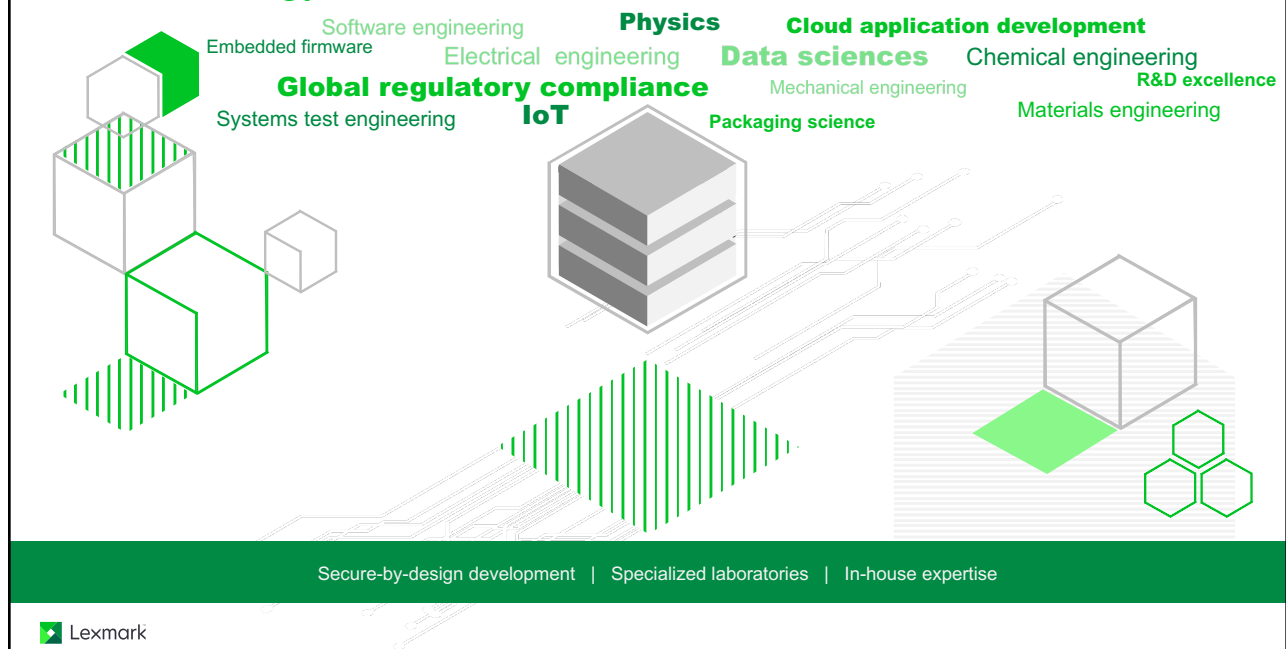 Software engineering Physics Cloud application development
Embedded firmware Electrical engineering Data sciences Chemical engineering
Global regulatory compliance Mechanical engineering R&D excellence
Systems test engineering IoT Packaging science Materials engineering
Secure-by-design development | Specialized laboratories | In-house expertise
Lexmark